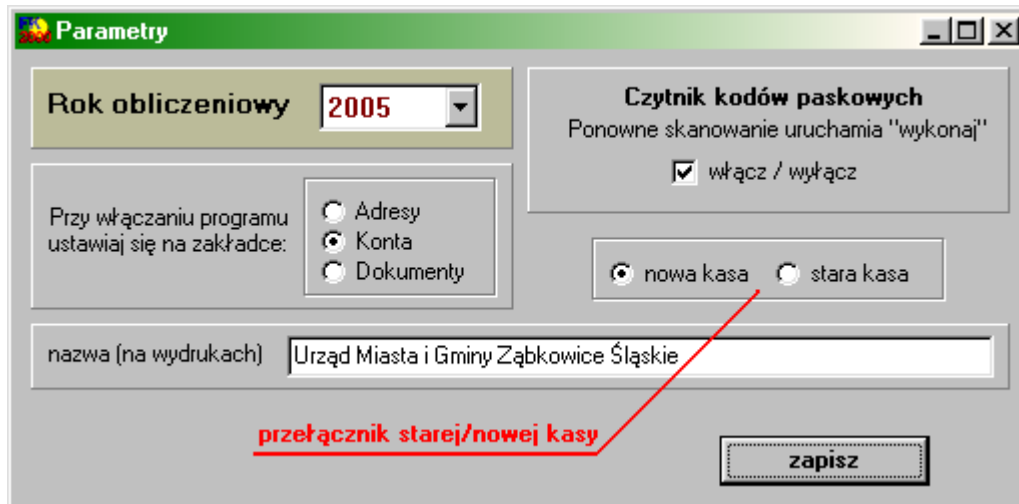 Parametry
Rok obliczeniowy 2005
Czytnik kodów paskowych
Ponowne skanowanie uruchamia "wykonaj"
włącz / wyłącz
Przy włączaniu programu
ustawiaj się na zakładce:
Adresy
Konta
Dokumenty
nowa kasa
stara kasa
nazwa (na wydrukach) Urząd Miasta i Gminy Ząbkowice Śląskie
przełącznik starej/nowej kasy
zapisz